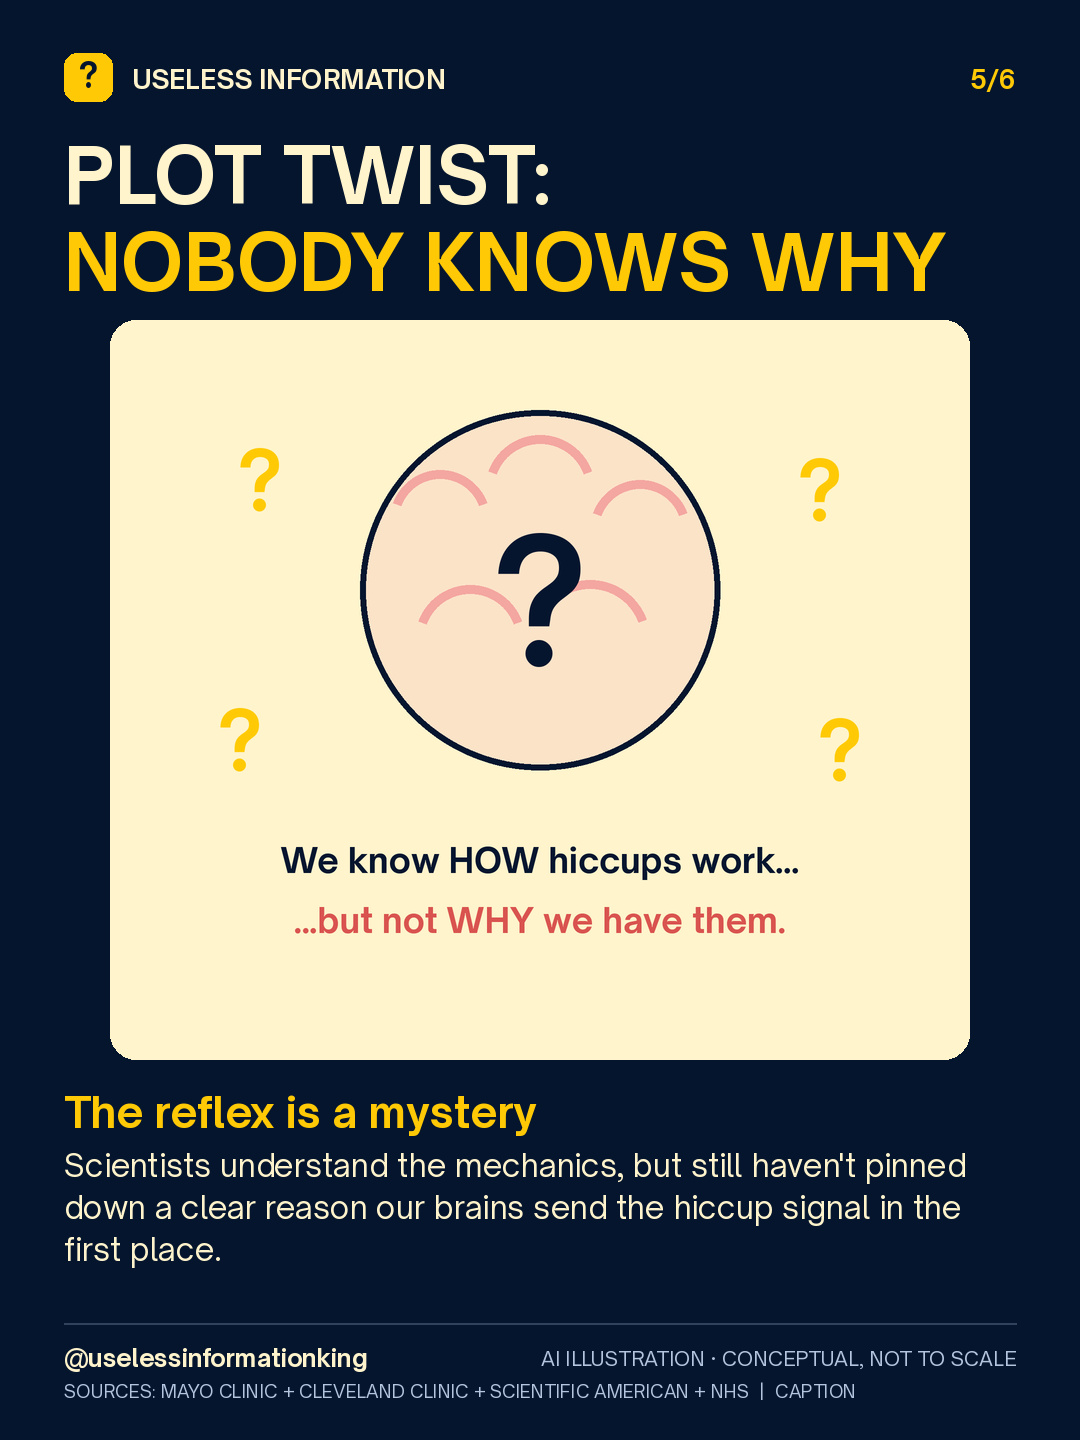 ?
USELESS INFORMATION
5/6
PLOT TWIST:
NOBODY KNOWS WHY
? ?
?
? ?
We know HOW hiccups work...
...but not WHY we have them.
The reflex is a mystery
Scientists understand the mechanics, but still haven't pinned
down a clear reason our brains send the hiccup signal in the
first place.
@uselessinformationking
AI ILLUSTRATION · CONCEPTUAL, NOT TO SCALE
SOURCES: MAYO CLINIC + CLEVELAND CLINIC + SCIENTIFIC AMERICAN + NHS | CAPTION